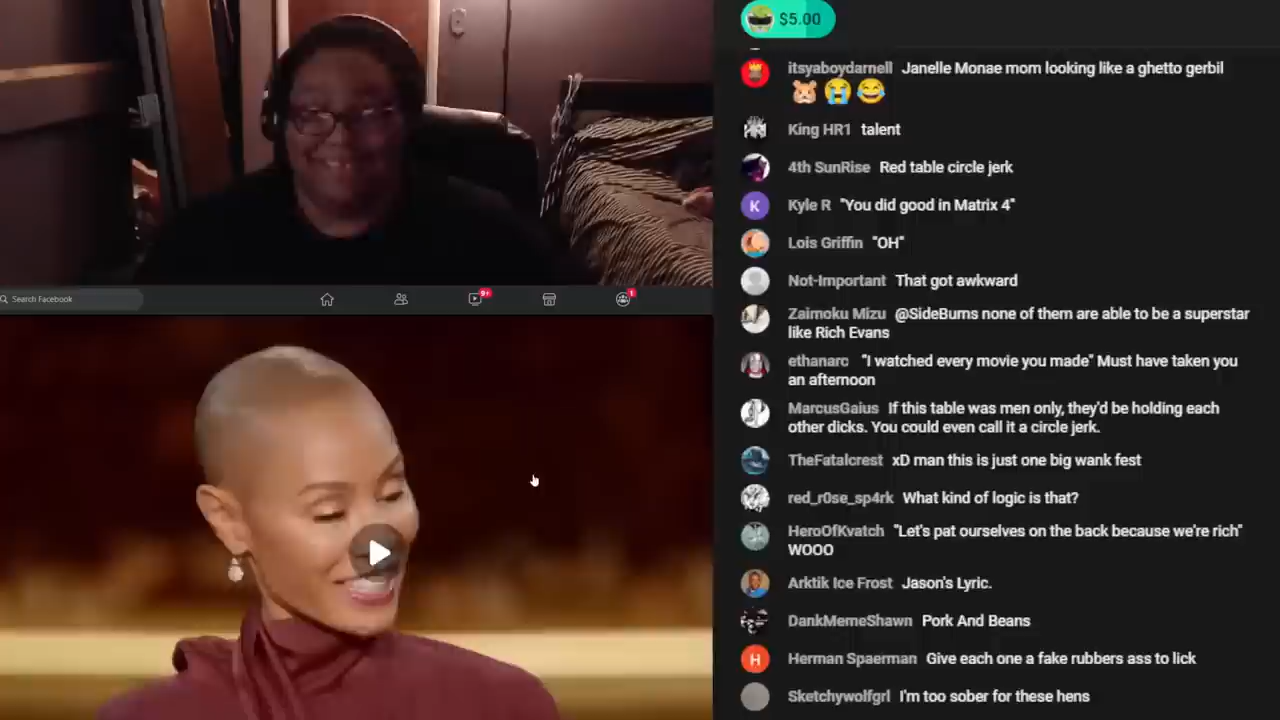 $5.00
itsyaboydarnell Janelle Monae mom looking like a ghetto gerbil
🐹 😭 😂
King HR1 talent
4th SunRise Red table circle jerk
K
Kyle R "You did good in Matrix 4"
Lois Griffin "OH"
Not-Important That got awkward
Search Facebook
9+
1
Zaimoku Mizu @SideBurns none of them are able to be a superstar
like Rich Evans
ethanarc "I watched every movie you made" Must have taken you
an afternoon
MarcusGaius If this table was men only, they'd be holding each
other dicks. You could even call it a circle jerk.
TheFatalcrest xD man this is just one big wank fest
red_r0se_sp4rk What kind of logic is that?
HeroOfKvatch "Let's pat ourselves on the back because we're rich"
WOOO
Arktik Ice Frost Jason's Lyric.
DankMemeShawn Pork And Beans
H
Herman Spaerman Give each one a fake rubbers ass to lick
Sketchywolfgrl I'm too sober for these hens